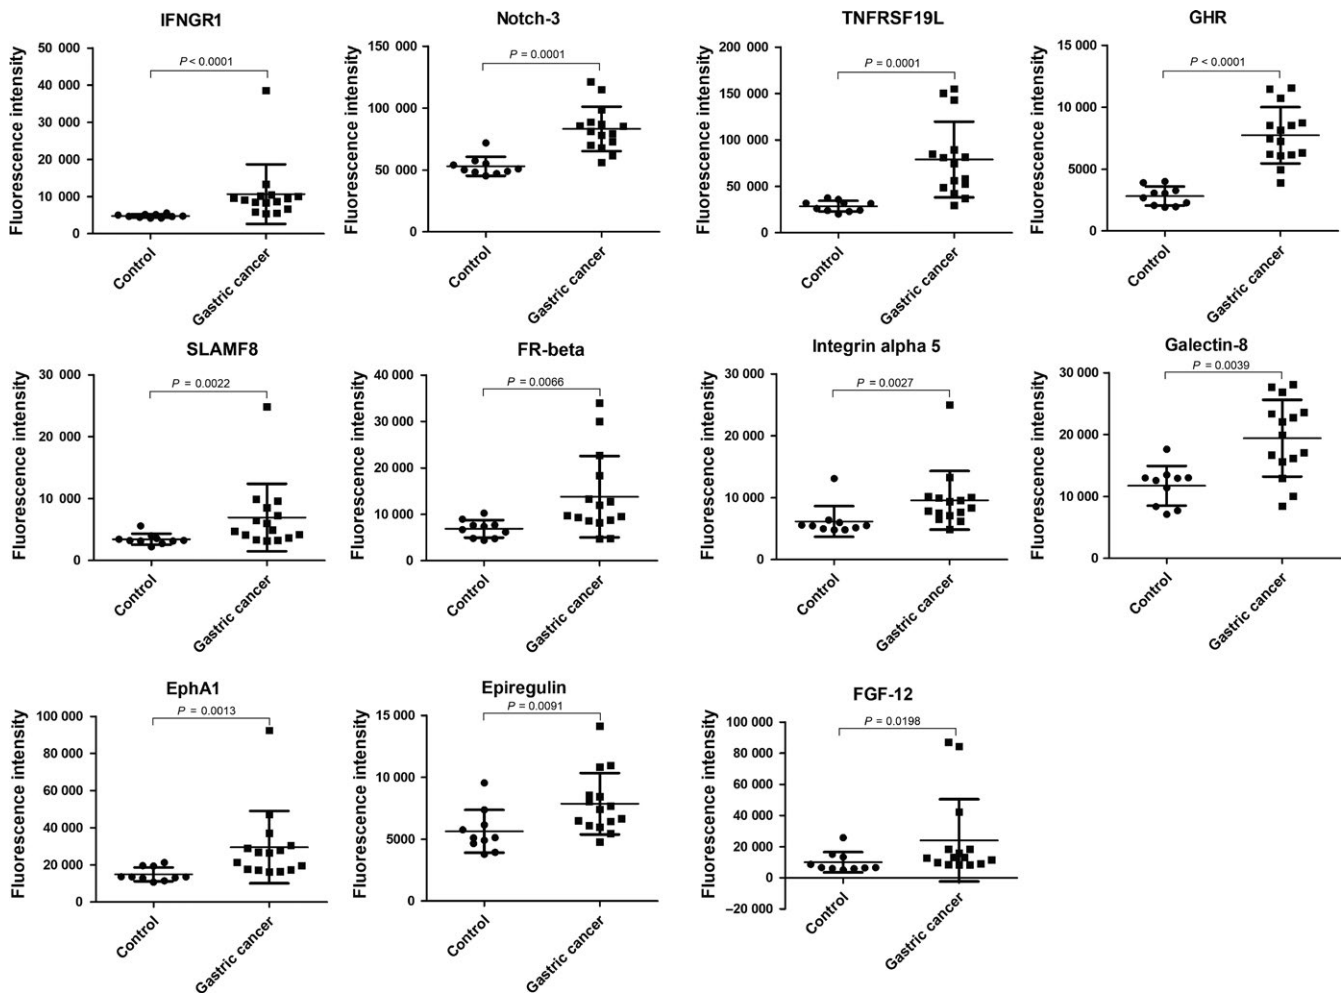 IFNGR1
Fluorescence intensity
50 000
40 000
30 000
20 000
10 000
0
P < 0.0001
Control
Gastric cancer
Notch-3
Fluorescence intensity
150 000
100 000
50 000
0
P = 0.0001
Control
Gastric cancer
TNFRSF19L
Fluorescence intensity
200 000
150 000
100 000
50 000
0
P = 0.0001
Control
Gastric cancer
GHR
Fluorescence intensity
15 000
10 000
5000
0
P < 0.0001
Control
Gastric cancer
SLAMF8
Fluorescence intensity
30 000
20 000
10 000
0
P = 0.0022
Control
Gastric cancer
FR-beta
Fluorescence intensity
40 000
30 000
20 000
10 000
0
P = 0.0066
Control
Gastric cancer
Integrin alpha 5
Fluorescence intensity
30 000
20 000
10 000
0
P = 0.0027
Control
Gastric cancer
Galectin-8
Fluorescence intensity
30 000
20 000
10 000
0
P = 0.0039
Control
Gastric cancer
EphA1
Fluorescence intensity
100 000
80 000
60 000
40 000
20 000
0
P = 0.0013
Control
Gastric cancer
Epiregulin
Fluorescence intensity
15 000
10 000
5000
0
P = 0.0091
Control
Gastric cancer
FGF-12
Fluorescence intensity
100 000
80 000
60 000
40 000
20 000
0
–20 000
P = 0.0198
Control
Gastric cancer